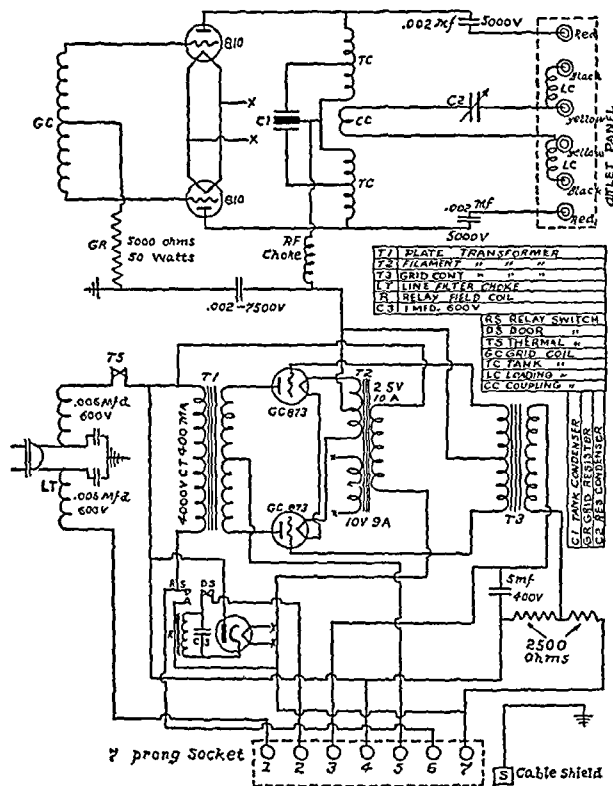 .002 mf
5000V
Red
810
TC
Black
LC
C2
Yellow
GC
X
C1
CC
X
Yellow
LC
TC
Black
OUTLET PANEL
810
.002 mf
Red
5000V
GR
5000 ohms
50 Watts
RF
Choke
.002-7500V
T1 PLATE TRANSFORMER
T2 FILAMENT " "
T3 GRID CONT " "
LT LINE FILTER CHOKE
R RELAY FIELD COIL
C3 1 MFD. 600V
RS RELAY SWITCH
DS DOOR "
TS THERMAL "
GC GRID COIL
TC TANK "
LC LOADING "
CC COUPLING "
C1 TANK CONDENSER
GR GRID RESISTOR
C2 RES CONDENSER
TS
T1
T2
2 5V
10 A
GC 873
.006 mfd
600V
4000V CT 400 MA
LT
.006 mfd
600V
GC 873
X
X
10V 9A
T3
RS
DS
R
C3
X
X
5mf
400V
2500
Ohms
7 prong Socket
1 2 3 4 5 6 7
S Cable shield